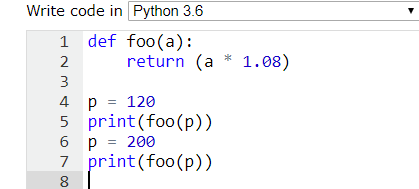 Write code in Python 3.6
1 def foo(a):
2     return (a * 1.08)
3
4 p = 120
5 print(foo(p))
6 p = 200
7 print(foo(p))
8